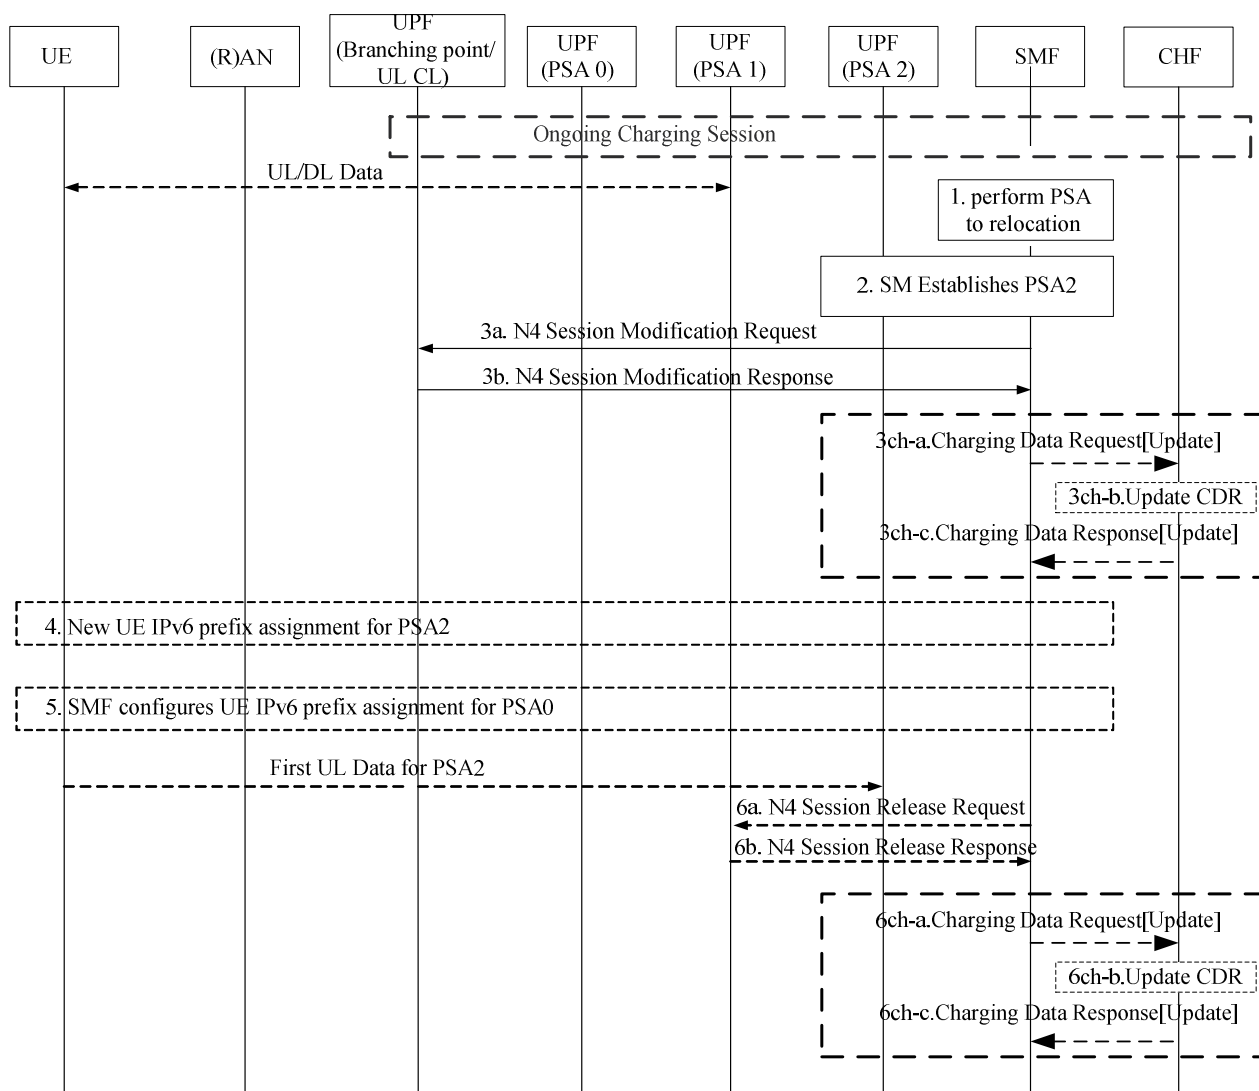 UE
(R)AN
UPF
(Branching point/
UL CL)
UPF
(PSA 0)
UPF
(PSA 1)
UPF
(PSA 2)
SMF
CHF
Ongoing Charging Session
UL/DL Data
1. perform PSA
to relocation
2. SM Establishes PSA2
3a. N4 Session Modification Request
3b. N4 Session Modification Response
3ch-a.Charging Data Request[Update]
3ch-b.Update CDR
3ch-c.Charging Data Response[Update]
4. New UE IPv6 prefix assignment for PSA2
5. SMF configures UE IPv6 prefix assignment for PSA0
First UL Data for PSA2
6a. N4 Session Release Request
6b. N4 Session Release Response
6ch-a.Charging Data Request[Update]
6ch-b.Update CDR
6ch-c.Charging Data Response[Update]